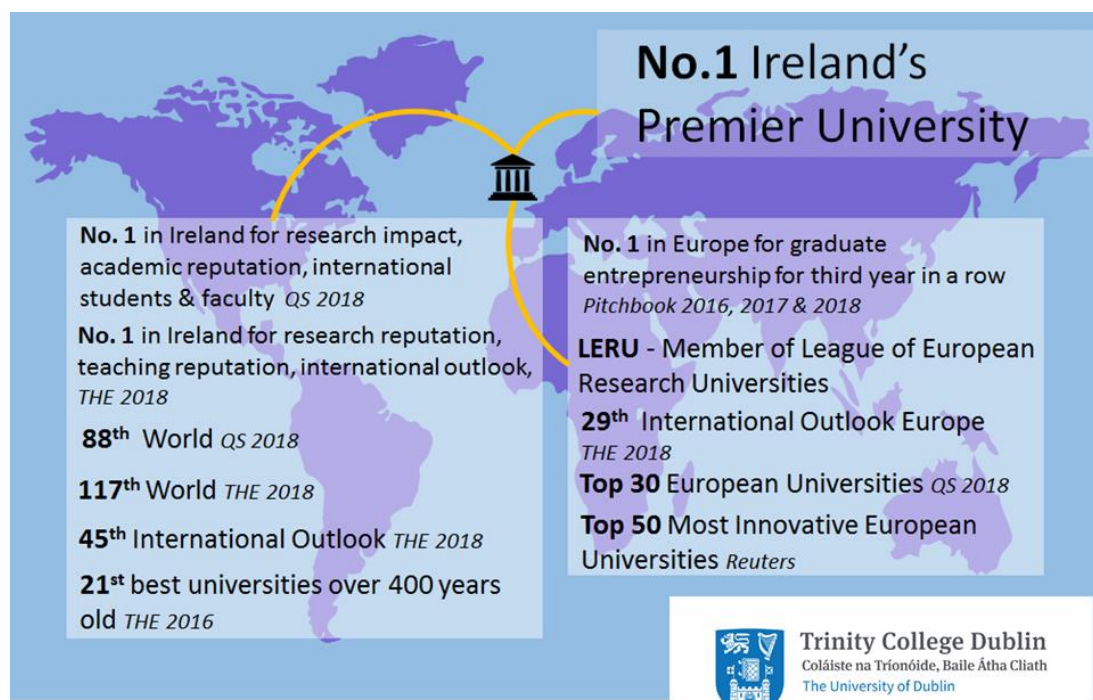 No.1 Ireland's
Premier University
No. 1 in Ireland for research impact,
academic reputation, international
students & faculty QS 2018
No. 1 in Ireland for research reputation,
teaching reputation, international outlook,
THE 2018
88th World QS 2018
117th World THE 2018
45th International Outlook THE 2018
21st best universities over 400 years
old THE 2016
No. 1 in Europe for graduate
entrepreneurship for third year in a row
Pitchbook 2016, 2017 & 2018
LERU - Member of League of European
Research Universities
29th International Outlook Europe
THE 2018
Top 30 European Universities QS 2018
Top 50 Most Innovative European
Universities Reuters
Trinity College Dublin
Coláiste na Tríonóide, Baile Átha Cliath
The University of Dublin